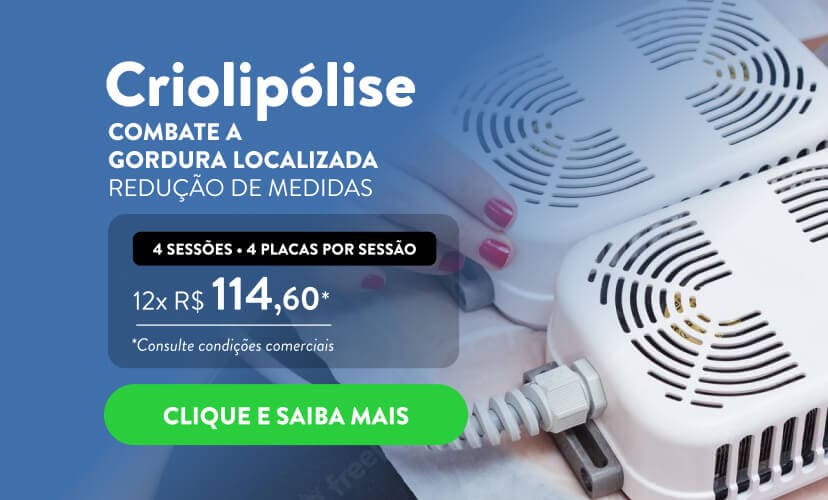 Criolipólise
COMBATE A
GORDURA LOCALIZADA
REDUÇÃO DE MEDIDAS
4 SESSÕES • 4 PLACAS POR SESSÃO
12x R$ 114,60*
*Consulte condições comerciais
CLIQUE E SAIBA MAIS